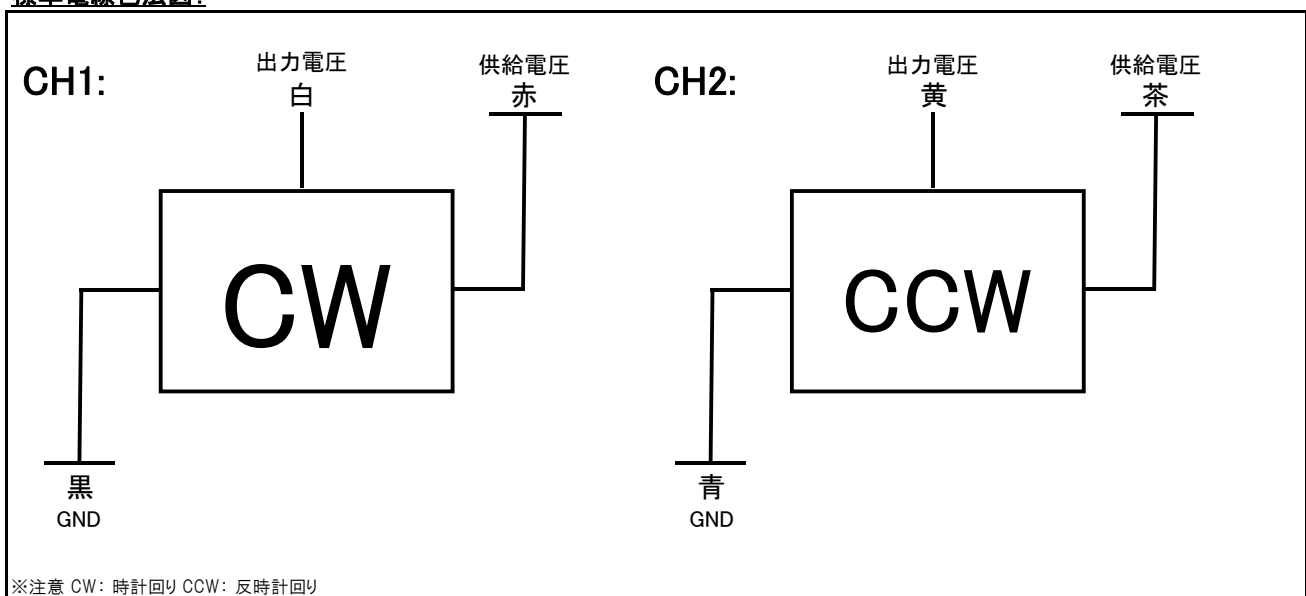 CH1:
出力電圧
白
供給電圧
赤
CW
黒
GND
CH2:
出力電圧
黄
供給電圧
茶
CCW
青
GND
※注意 CW: 時計回り CCW: 反時計回り